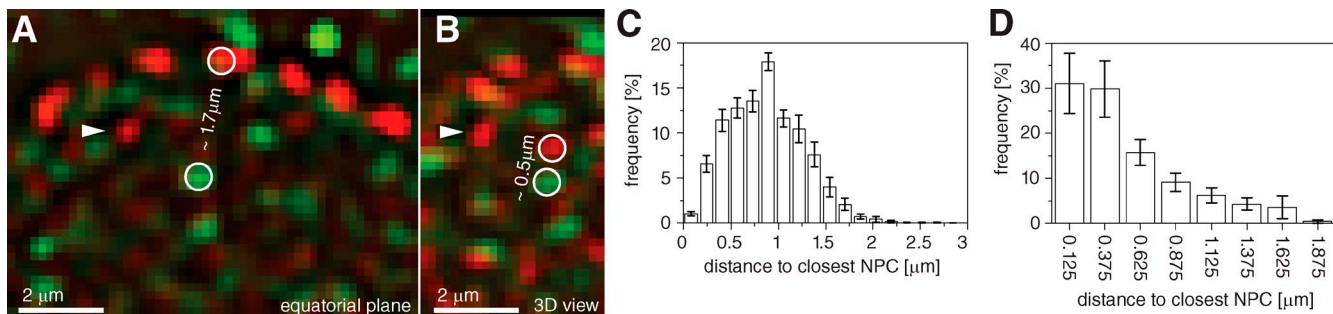 A
~ 1.7μm
2 μm
equatorial plane
B
~ 0.5μm
2 μm
3D view
C
20
15
10
5
0
frequency [%]
0 0.5 1 1.5 2 2.5 3
distance to closest NPC [μm]
D
40
30
20
10
0
frequency [%]
0.125 0.375 0.625 0.875 1.125 1.375 1.625 1.875
distance to closest NPC [μm]